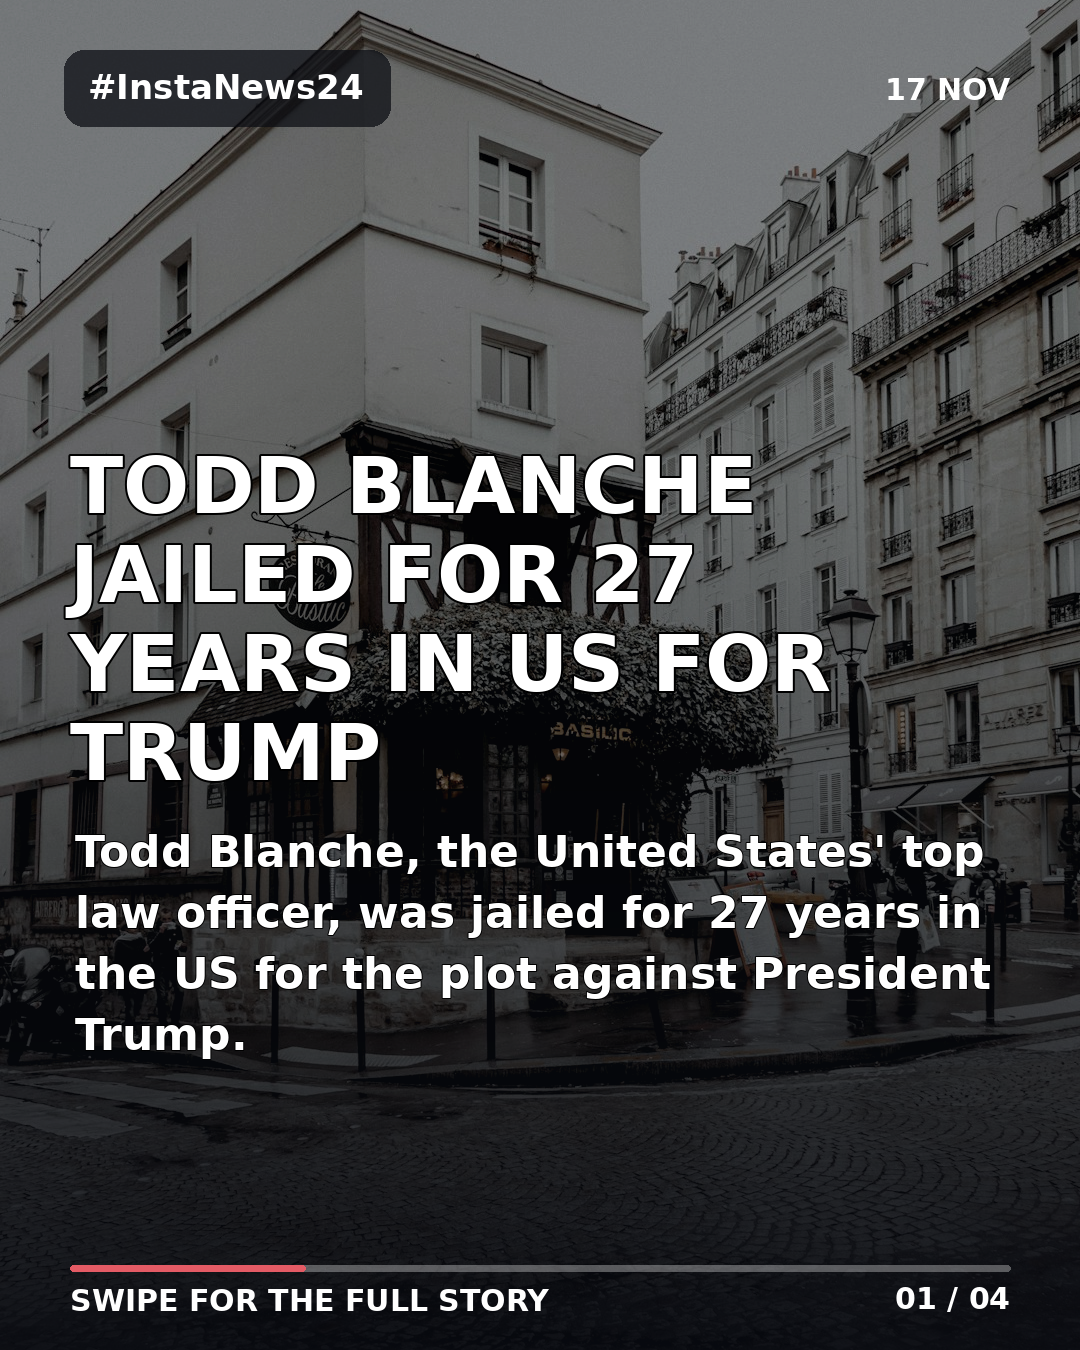 #InstaNews24
17 NOV
TODD BLANCHE
JAILED FOR 27
YEARS IN US FOR
TRUMP
BASILIC
Todd Blanche, the United States' top
law officer, was jailed for 27 years in
the US for the plot against President
Trump.
SWIPE FOR THE FULL STORY
01 / 04